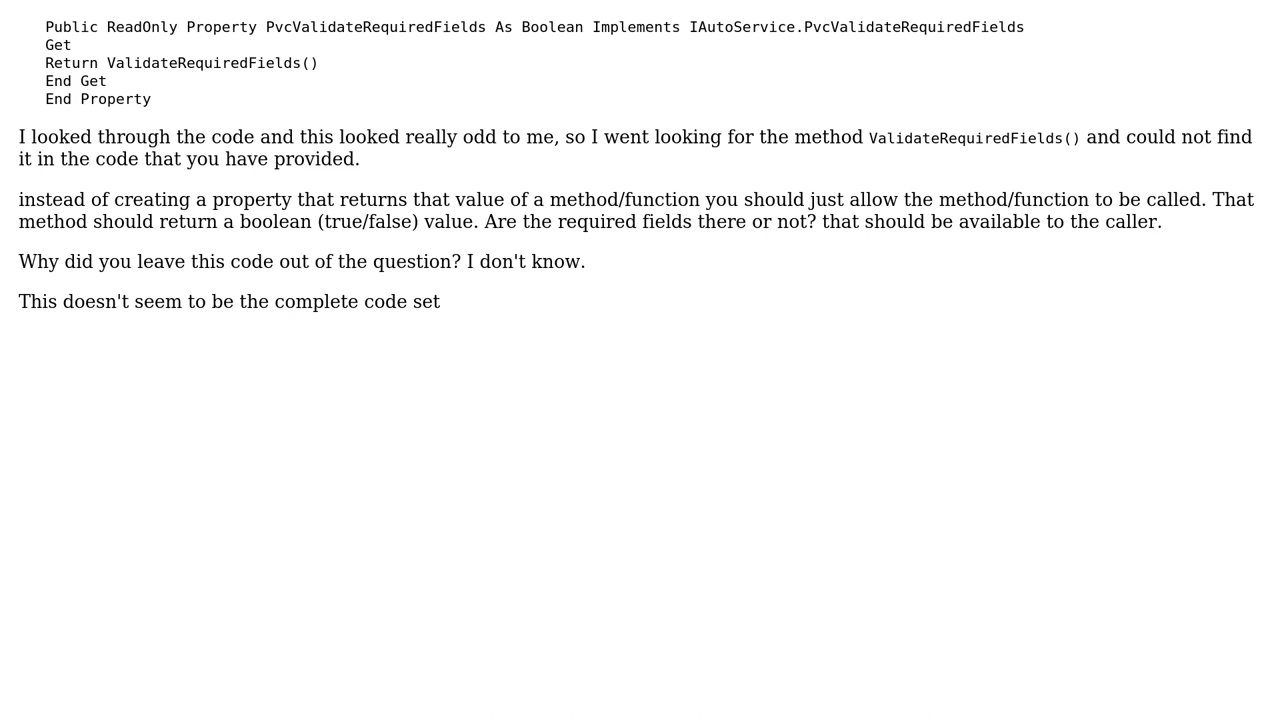 Public ReadOnly Property PvcValidateRequiredFields As Boolean Implements IAutoService.PvcValidateRequiredFields
Get
Return ValidateRequiredFields()
End Get
End Property
I looked through the code and this looked really odd to me, so I went looking for the method ValidateRequiredFields() and could not find
it in the code that you have provided.
instead of creating a property that returns that value of a method/function you should just allow the method/function to be called. That
method should return a boolean (true/false) value. Are the required fields there or not? that should be available to the caller.
Why did you leave this code out of the question? I don't know.
This doesn't seem to be the complete code set